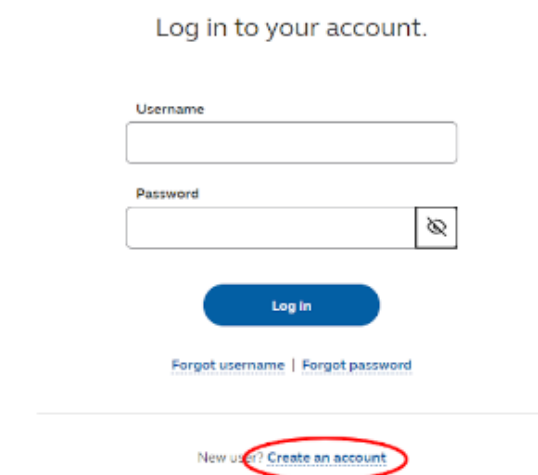 Log in to your account.
Username
Password
Log in
Forgot username | Forgot password
New user? Create an account